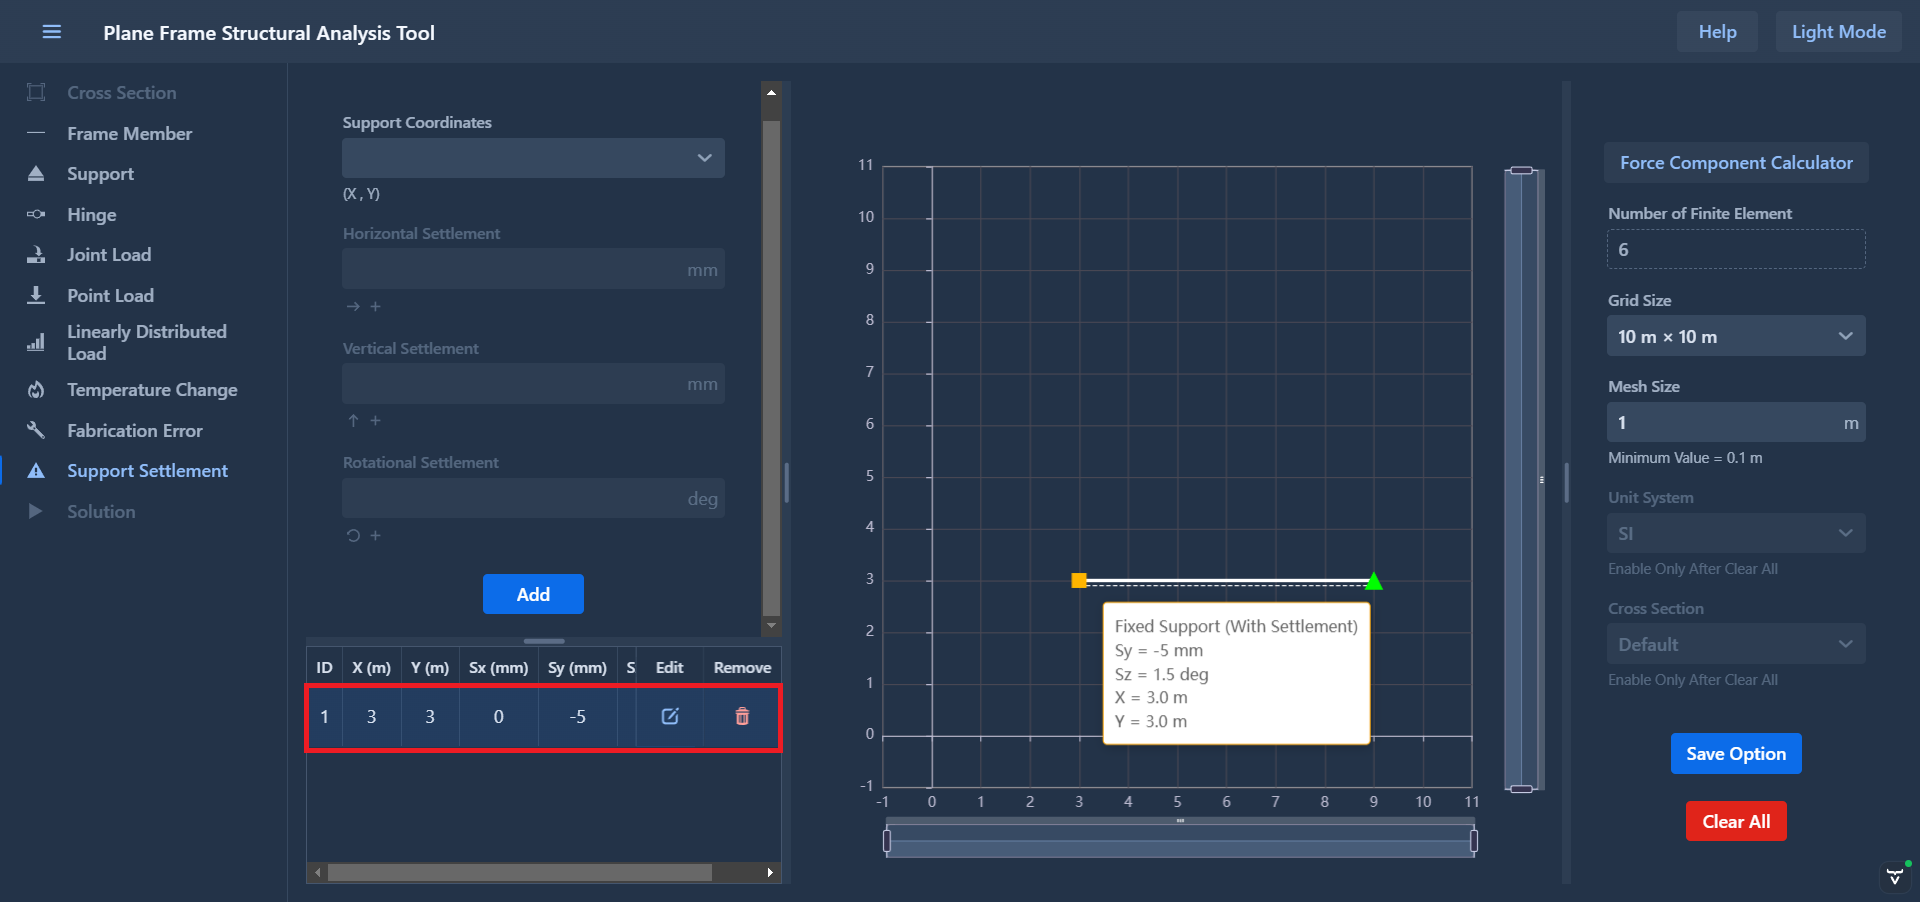 Plane Frame Structural Analysis Tool
Help
Light Mode
Cross Section
Frame Member
Support
Hinge
Joint Load
Point Load
Linearly Distributed
Load
Temperature Change
Fabrication Error
Support Settlement
Solution
Support Coordinates
(X , Y)
Horizontal Settlement
mm
→ +
Vertical Settlement
mm
↑ +
Rotational Settlement
deg
+
Add
ID X (m) Y (m) Sx (mm) Sy (mm) S Edit Remove
1 3 3 0 -5
11
10
9
8
7
6
5
4
3
2
1
0
-1
-1 0 1 2 3 4 5 6 7 8 9 10 11
Fixed Support (With Settlement)
Sy = -5 mm
Sz = 1.5 deg
X = 3.0 m
Y = 3.0 m
Force Component Calculator
Number of Finite Element
6
Grid Size
10 m × 10 m
Mesh Size
1 m
Minimum Value = 0.1 m
Unit System
SI
Enable Only After Clear All
Cross Section
Default
Enable Only After Clear All
Save Option
Clear All